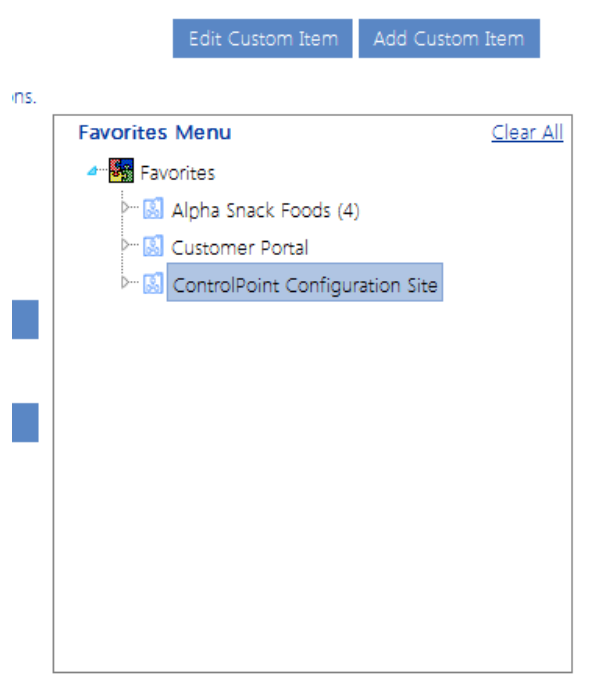 Edit Custom Item Add Custom Item
ns.
Favorites Menu Clear All
Favorites
Alpha Snack Foods (4)
Customer Portal
ControlPoint Configuration Site